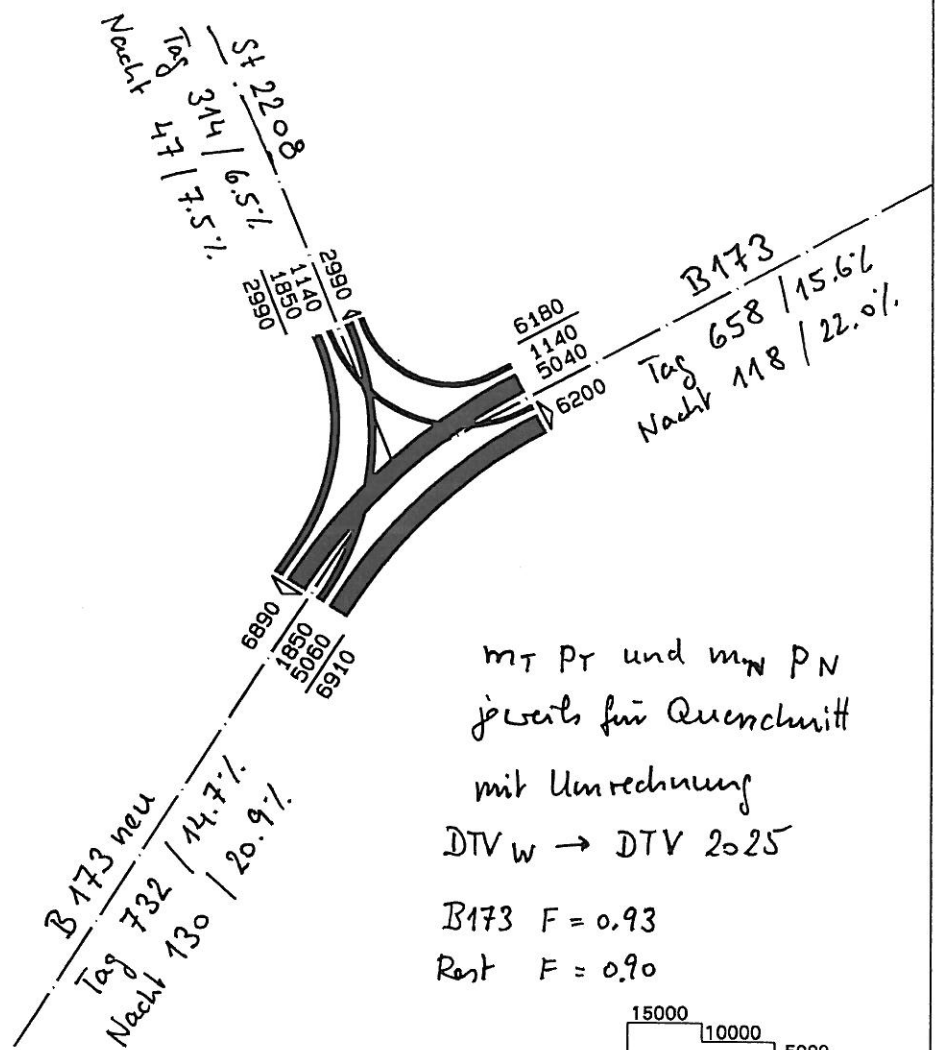 St 2208
Tag 314 / 6.5%
Nacht 47 / 7.5%
2990
1140
1850
2990
B173
Tag 658 / 15.6%
Nacht 118 / 22.0%
6180
1140
5040
6200
6890
1850
5060
6910
B 173 neu
Tag 732 / 14.7%
Nacht 130 / 20.9%
mT PT und mN PN
jeweils für Querschnitt
mit Umrechnung
DTVW → DTV 2025
B173 F = 0.93
Rest F = 0.90
15000
10000
5000